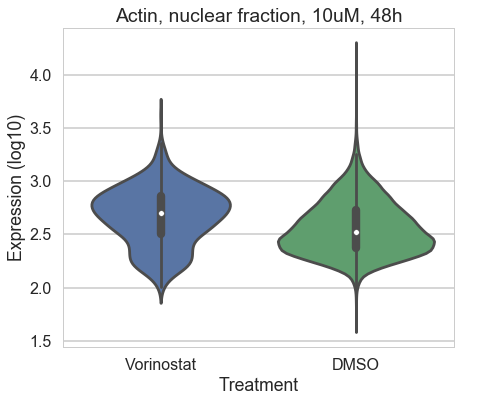 Actin, nuclear fraction, 10uM, 48h
Expression (log10)
4.0
3.5
3.0
2.5
2.0
1.5
Vorinostat
DMSO
Treatment